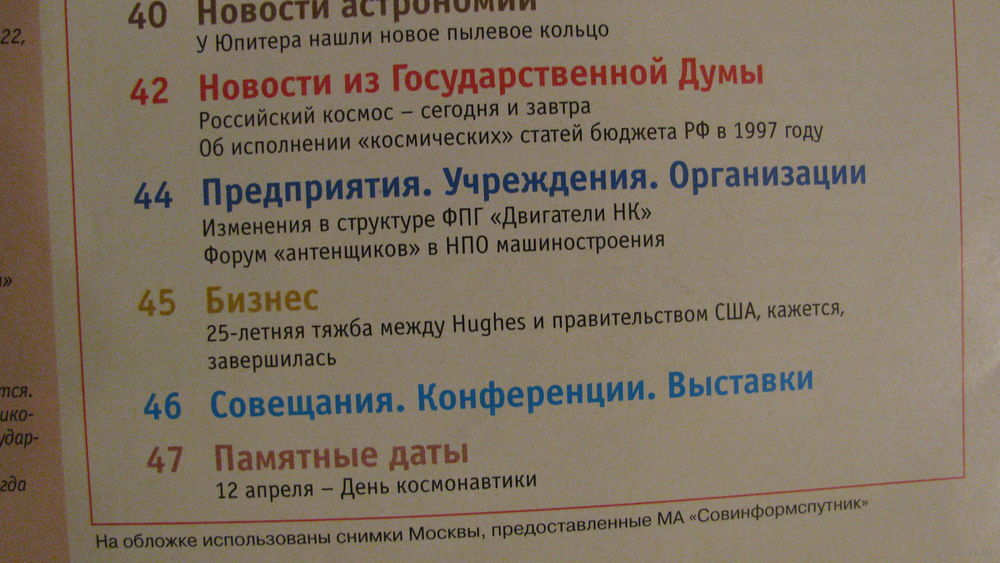 22,
40 Новости астрономии
У Юпитера нашли новое пылевое кольцо
42 Новости из Государственной Думы
Российский космос – сегодня и завтра
Об исполнении «космических» статей бюджета РФ в 1997 году
44 Предприятия. Учреждения. Организации
Изменения в структуре ФПГ «Двигатели НК»
Форум «антенщиков» в НПО машиностроения
45 Бизнес
25-летняя тяжба между Hughes и правительством США, кажется,
завершилась
46 Совещания. Конференции. Выставки
47 Памятные даты
12 апреля – День космонавтики
На обложке использованы снимки Москвы, предоставленные МА «Совинформспутник»